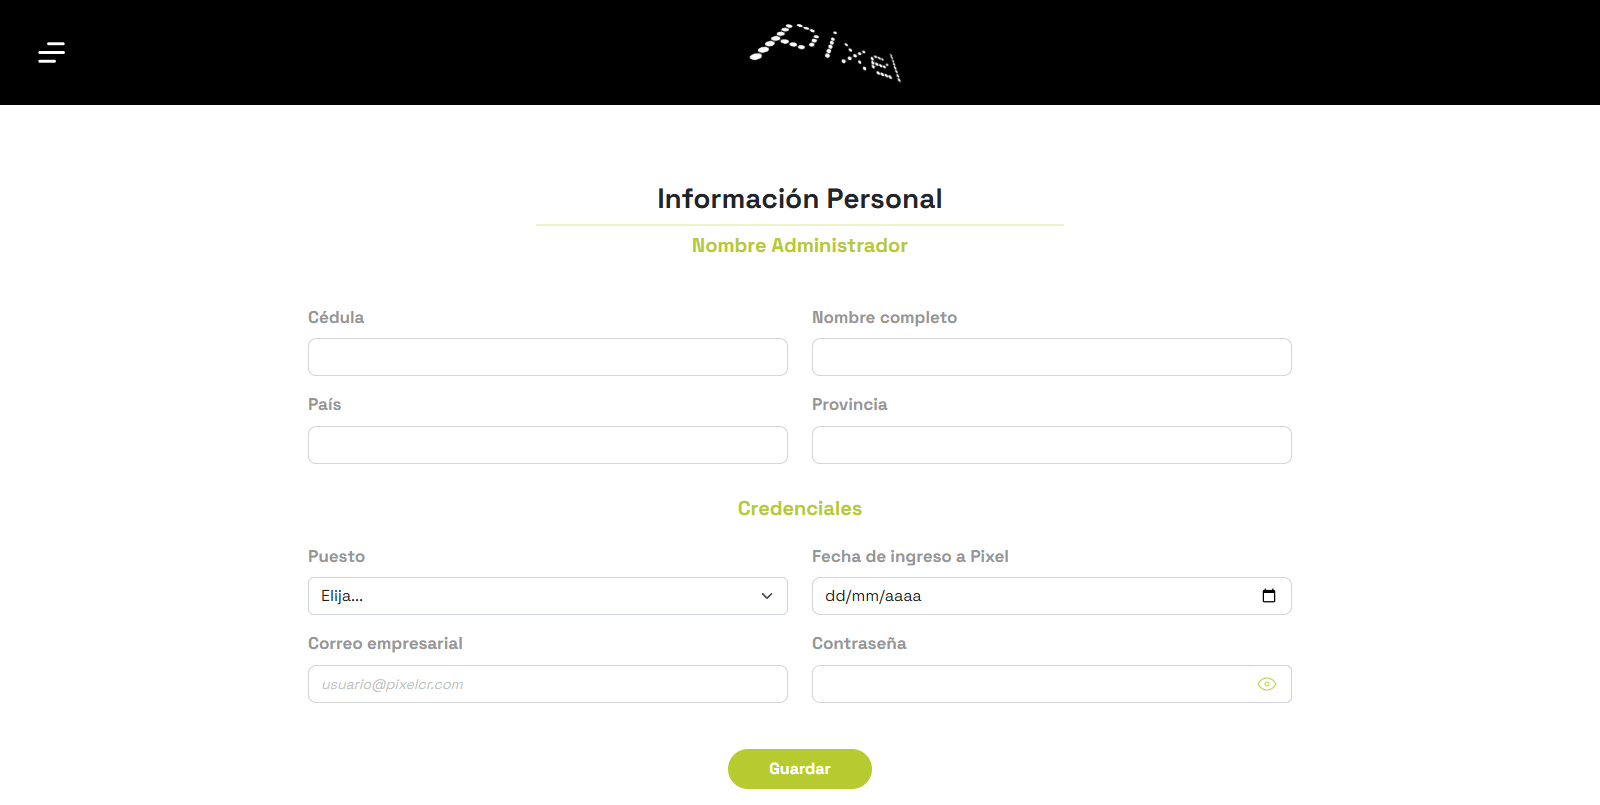 Pixel
Información Personal
Nombre Administrador
Cédula
Nombre completo
País
Provincia
Credenciales
Puesto
Fecha de ingreso a Pixel
Elija...
dd/mm/aaaa
Correo empresarial
Contraseña
usuario@pixelcr.com
Guardar